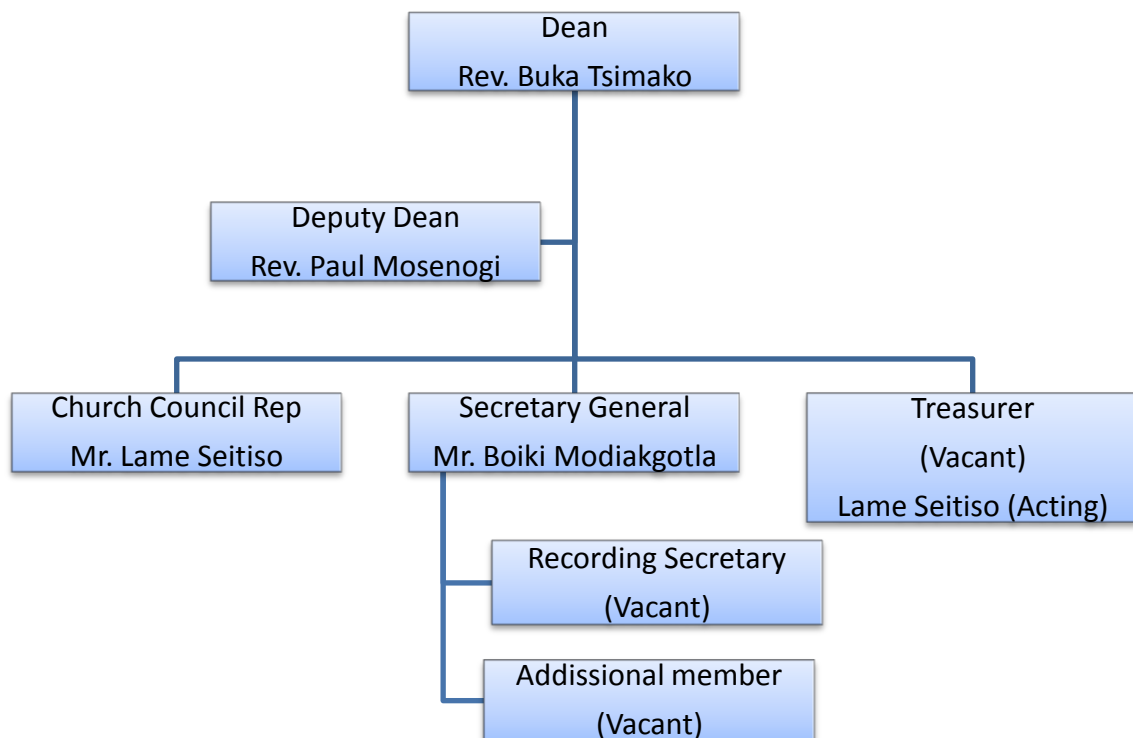 Dean
Rev. Buka Tsimako
Deputy Dean
Rev. Paul Mosenogi
Church Council Rep
Mr. Lame Seitiso
Secretary General
Mr. Boiki Modiakgotla
Treasurer
(Vacant)
Lame Seitiso (Acting)
Recording Secretary
(Vacant)
Addissional member
(Vacant)